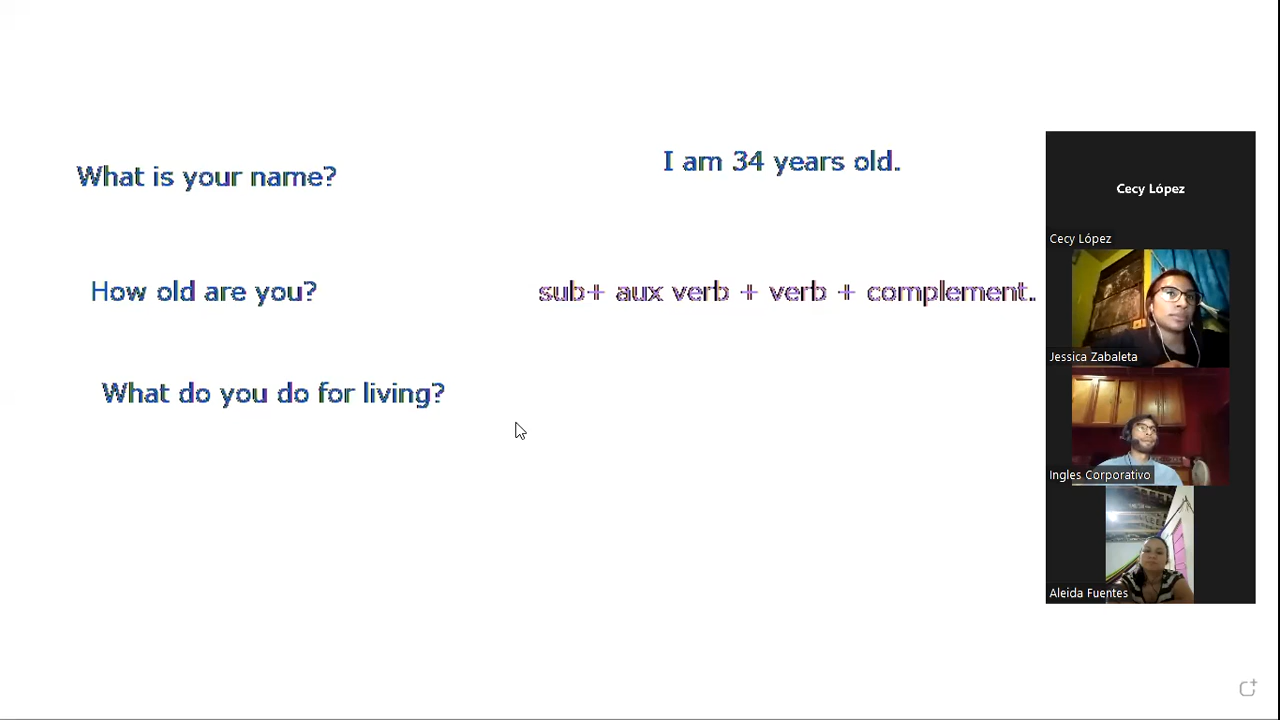 What is your name?
I am 34 years old.
How old are you?
sub+ aux verb + verb + complement.
What do you do for living?
Cecy López
Cecy López
Jessica Zabaleta
Ingles Corporativo
Aleida Fuentes